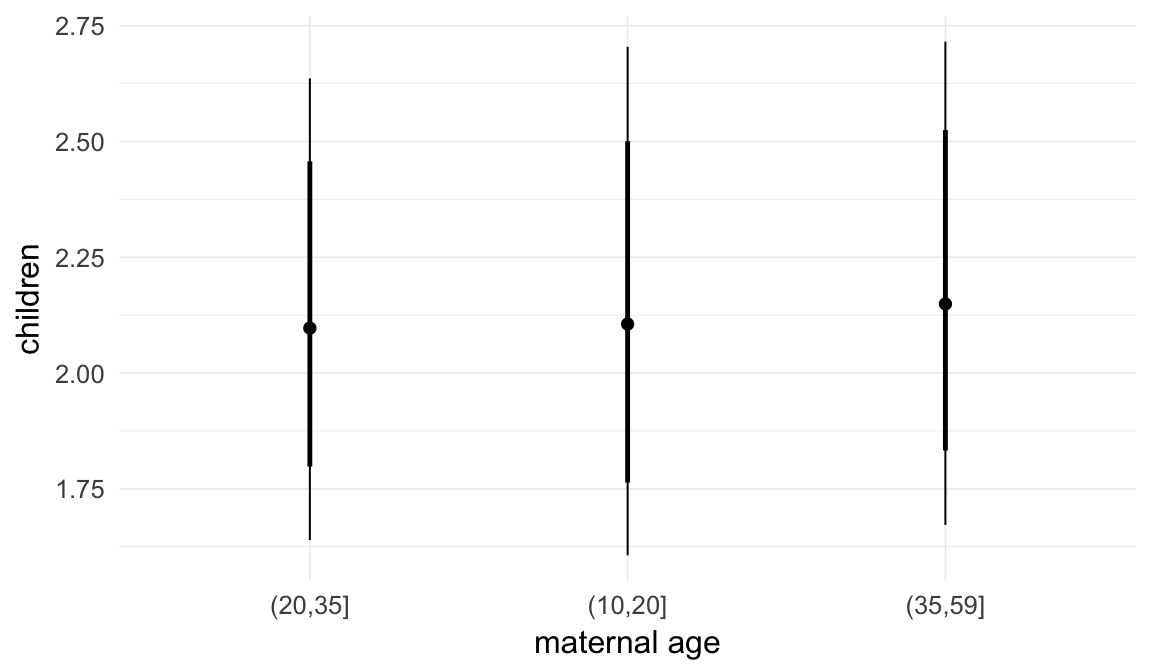 2.75
2.50
2.25
2.00
1.75
children
(20,35] (10,20] (35,59]
maternal age